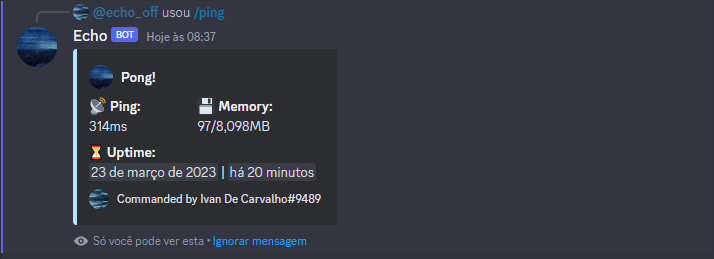 @echo_off usou /ping
Echo BOT Hoje às 08:37
Pong!
Ping: Memory:
314ms 97/8,098MB
Uptime:
23 de março de 2023 | há 20 minutos
Commanded by Ivan De Carvalho#9489
Só você pode ver esta • Ignorar mensagem